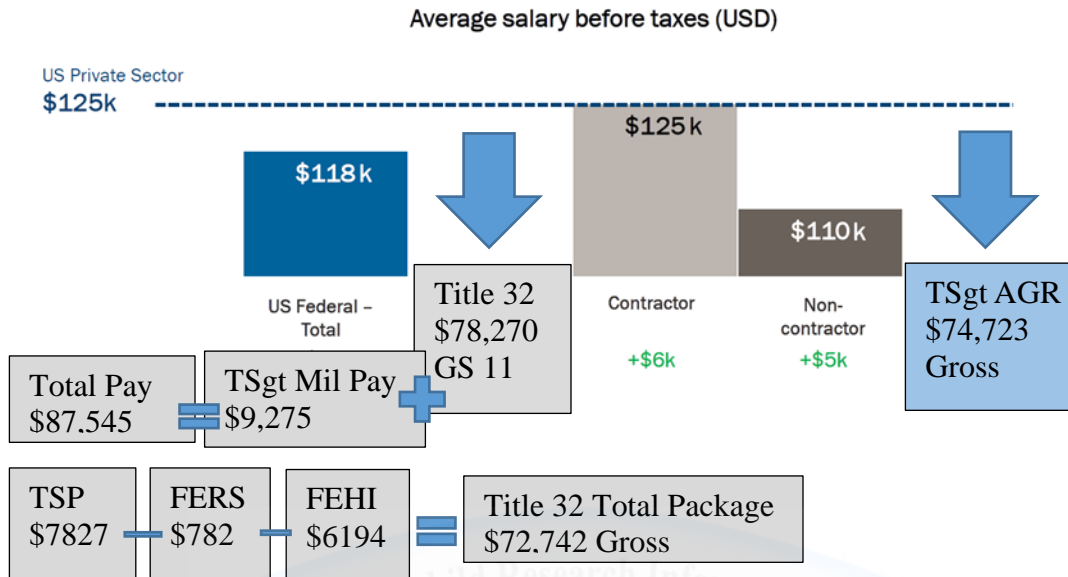 Average salary before taxes (USD)
US Private Sector
$125k
$118k
$125k
$110k
US Federal –
Total
Title 32
$78,270
GS 11
Contractor
+$6k
Non-
contractor
+$5k
TSgt AGR
$74,723
Gross
Total Pay
$87,545
TSgt Mil Pay
$9,275
TSP
$7827
FERS
$782
FEHI
$6194
Title 32 Total Package
$72,742 Gross